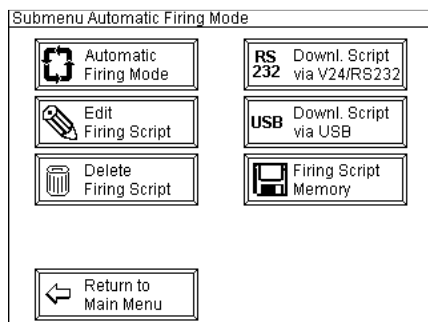 Submenu Automatic Firing Mode
Automatic
Firing Mode
RS
232
Downl. Script
via V24/RS232
Edit
Firing Script
USB
Downl. Script
via USB
Delete
Firing Script
Firing Script
Memory
Return to
Main Menu